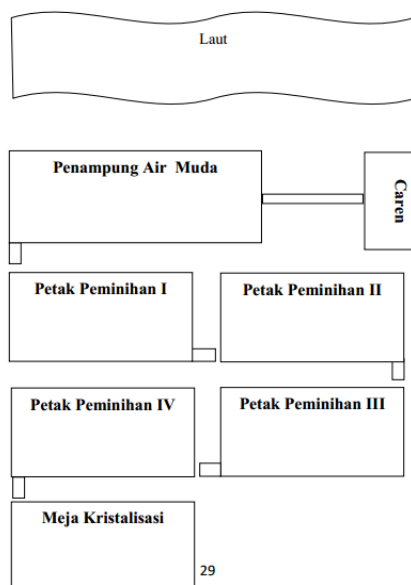 Laut
Penampung Air Muda
Caren
Petak Peminihan I
Petak Peminihan II
Petak Peminihan IV
Petak Peminihan III
Meja Kristalisasi
29